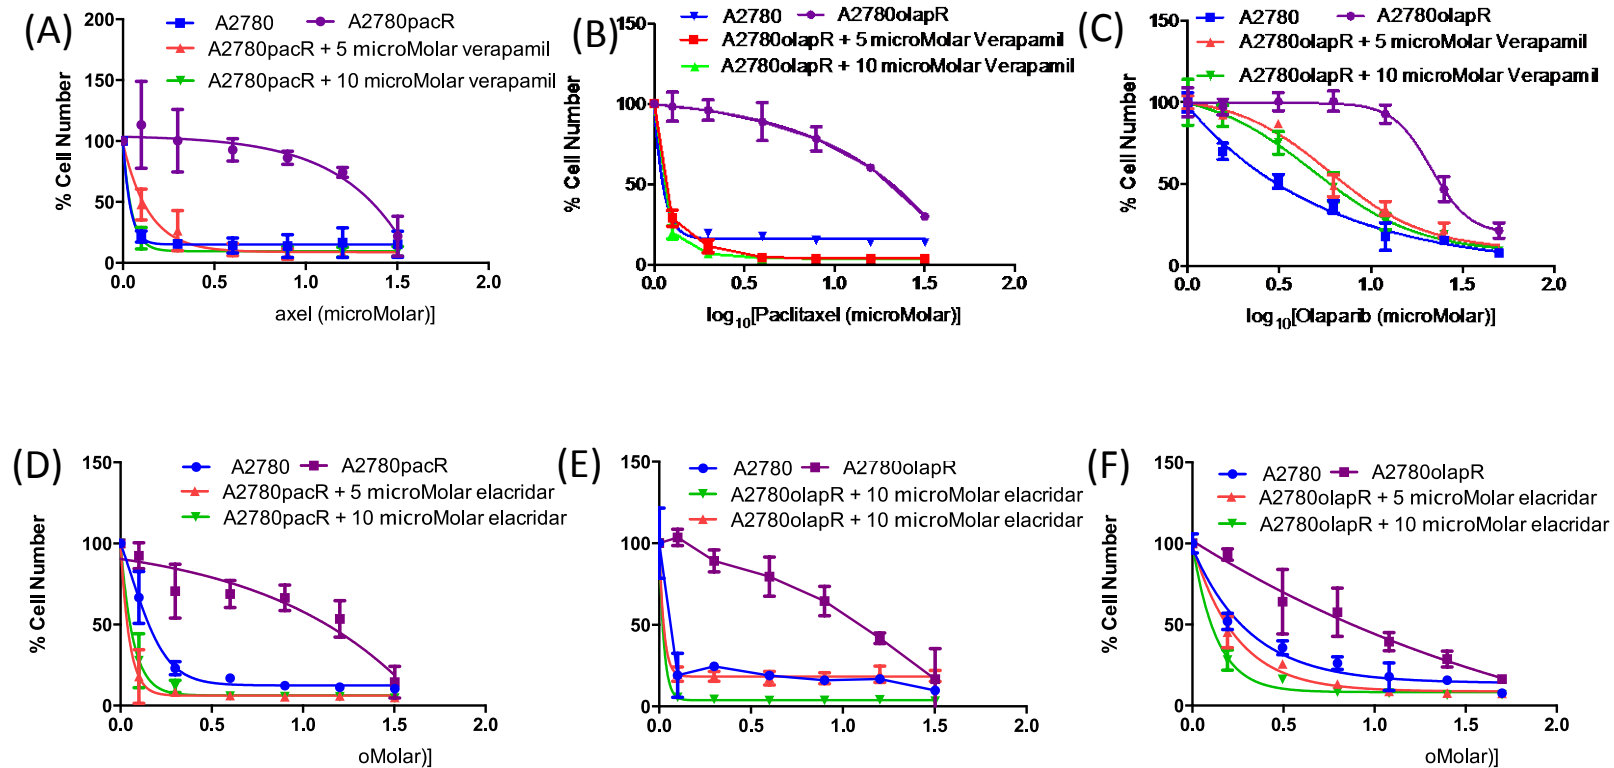 (A)
A2780 A2780pacR
A2780pacR + 5 microMolar verapamil
A2780pacR + 10 microMolar verapamil
% Cell Number
200
150
100
50
0
0.0 0.5 1.0 1.5 2.0
axel (microMolar)]
(B)
A2780 A2780olapR
A2780olapR + 5 microMolar Verapamil
A2780olapR + 10 microMolar Verapamil
% Cell Number
150
100
50
0
0.0 0.5 1.0 1.5 2.0
log10[Paclitaxel (microMolar)]
(C)
A2780 A2780olapR
A2780olapR + 5 microMolar Verapamil
A2780olapR + 10 microMolar Verapamil
% Cell Number
150
100
50
0
0.0 0.5 1.0 1.5 2.0
log10[Olaparib (microMolar)]
(D)
A2780 A2780pacR
A2780pacR + 5 microMolar elacridar
A2780pacR + 10 microMolar elacridar
% Cell Number
150
100
50
0
0.0 0.5 1.0 1.5 2.0
oMolar)]
(E)
A2780 A2780olapR
A2780olapR + 10 microMolar elacridar
A2780olapR + 10 microMolar elacridar
% Cell Number
150
100
50
0
0.0 0.5 1.0 1.5 2.0
(F)
A2780 A2780olapR
A2780olapR + 5 microMolar elacridar
A2780olapR + 10 microMolar elacridar
% Cell Number
150
100
50
0
0.0 0.5 1.0 1.5 2.0
oMolar)]